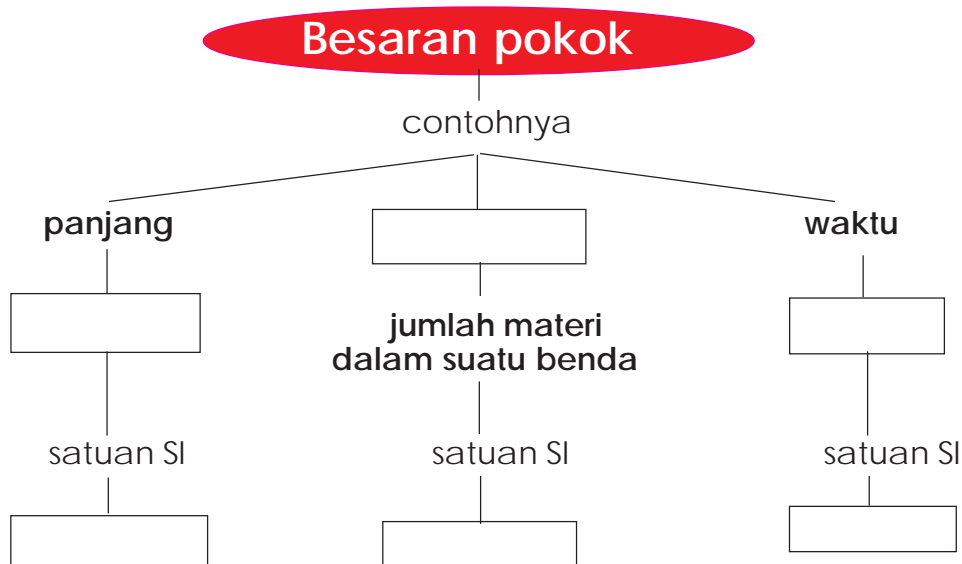 Besaran pokok
contohnya
panjang
waktu
jumlah materi
dalam suatu benda
satuan SI
satuan SI
satuan SI